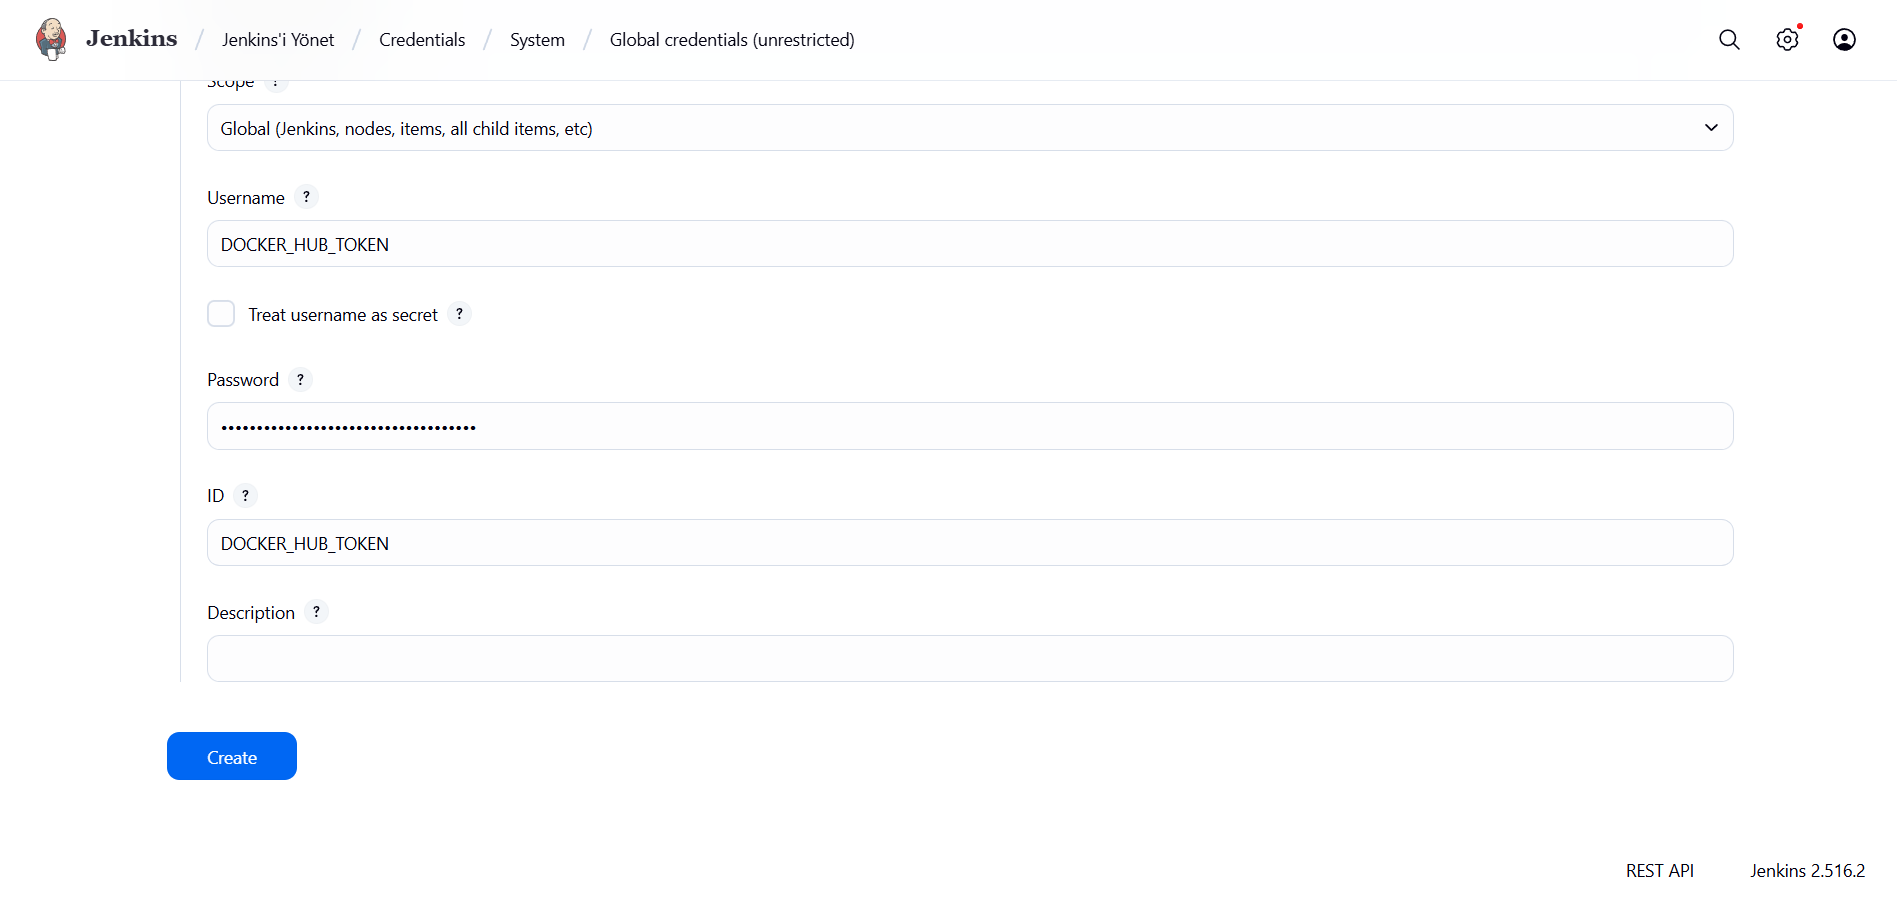 Jenkins / Jenkins'i Yönet / Credentials / System / Global credentials (unrestricted)
Scope ?
Global (Jenkins, nodes, items, all child items, etc)
Username ?
DOCKER_HUB_TOKEN
Treat username as secret ?
Password ?
••••••••••••••••••••••••••••••••••••
ID ?
DOCKER_HUB_TOKEN
Description ?
Create
REST API Jenkins 2.516.2